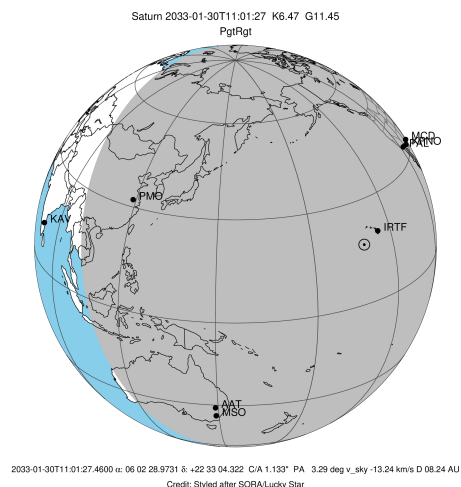 Saturn 2033-01-30T11:01:27 K6.47 G11.45
PgtRgt
MCD
KPNO
PAL
PMO
KAV
IRTF
AAT
MSO
2033-01-30T11:01:27.4600 α: 06 02 28.9731 δ: +22 33 04.322 C/A 1.133" PA 3.29 deg v_sky -13.24 km/s D 08.24 AU
Credit: Styled after SORA/Lucky Star